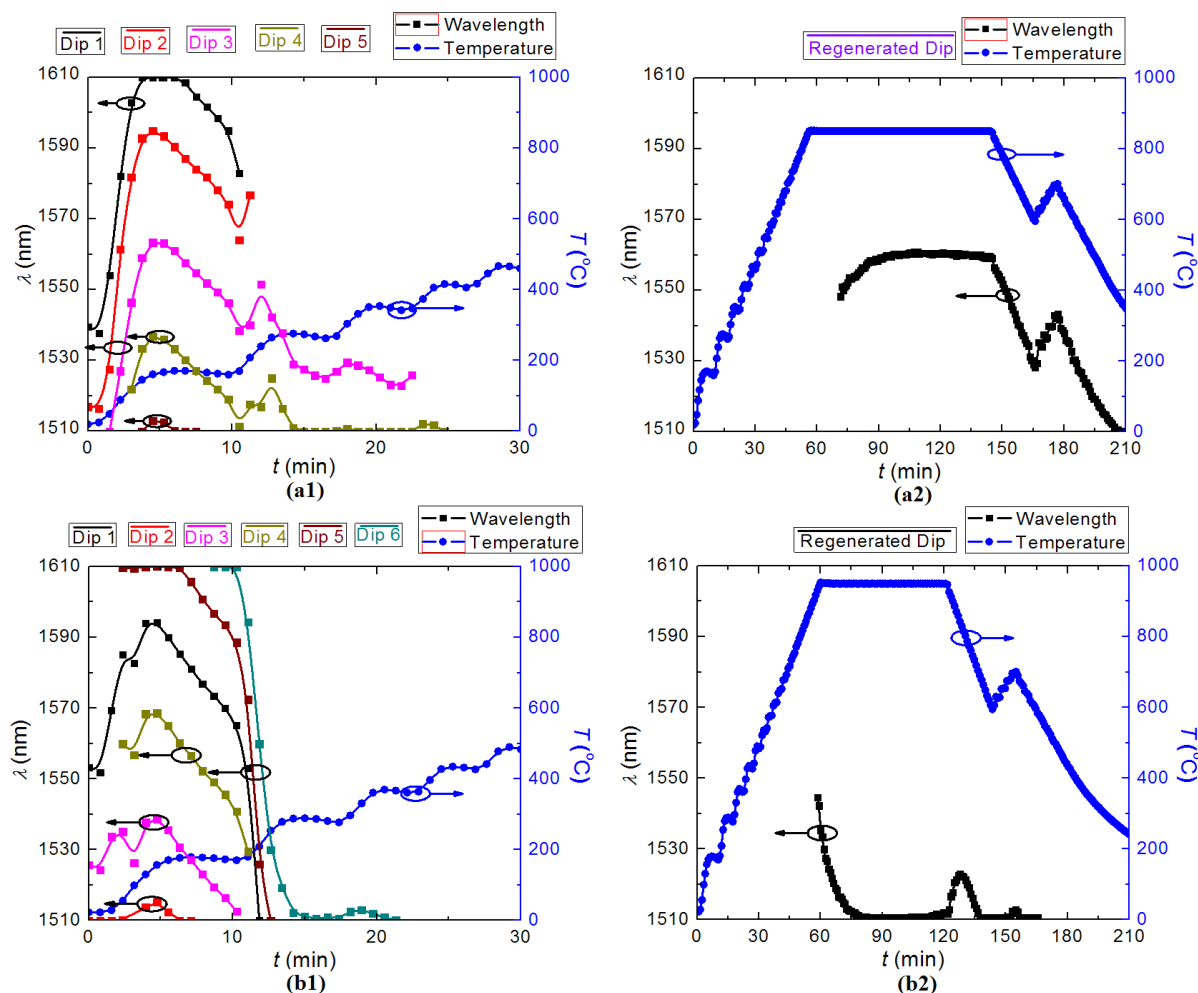 Dip 1 Dip 2 Dip 3 Dip 4 Dip 5
Wavelength
Temperature
1610
1590
1570
1550
1530
1510
λ (nm)
1000
800
600
400
200
0
T (°C)
0 10 20 30
t (min)
(a1)
Regenerated Dip
Wavelength
Temperature
1610
1590
1570
1550
1530
1510
λ (nm)
1000
800
600
400
200
0
T (°C)
0 30 60 90 120 150 180 210
t (min)
(a2)
Dip 1 Dip 2 Dip 3 Dip 4 Dip 5 Dip 6
Wavelength
Temperature
1610
1590
1570
1550
1530
1510
λ (nm)
1000
800
600
400
200
0
T (°C)
0 10 20 30
t (min)
(b1)
Regenerated Dip
Wavelength
Temperature
1610
1590
1570
1550
1530
1510
λ (nm)
1000
800
600
400
200
0
T (°C)
0 30 60 90 120 150 180 210
t (min)
(b2)